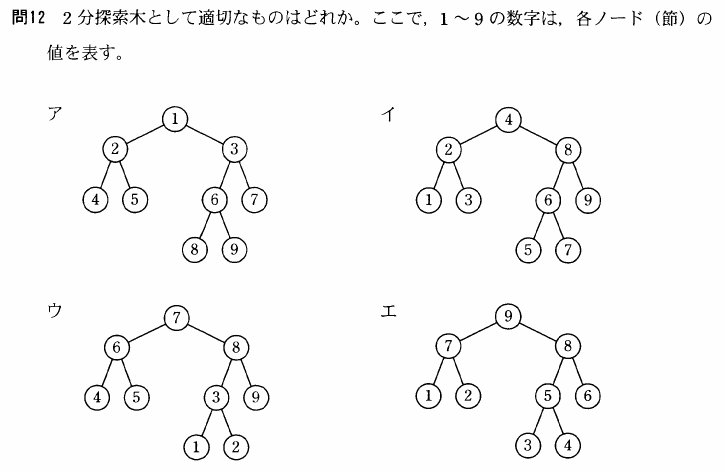 問12 2分探索木として適切なものはどれか。ここで，1～9の数字は，各ノード（節）の
値を表す。
ア
1
2 3
4 5 6 7
8 9
イ
4
2 8
1 3 6 9
5 7
ウ
7
6 8
4 5 3 9
1 2
エ
9
7 8
1 2 5 6
3 4